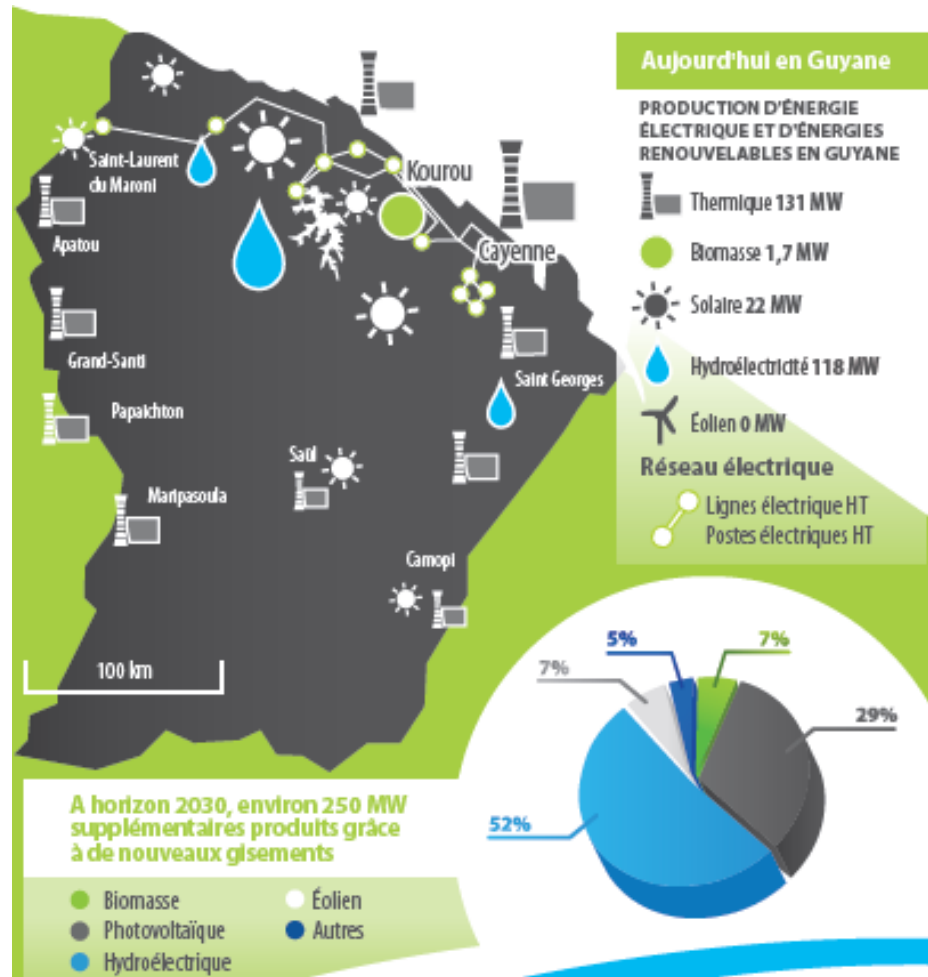 Aujourd'hui en Guyane
PRODUCTION D'ÉNERGIE
ÉLECTRIQUE ET D'ÉNERGIES
RENOUVELABLES EN GUYANE
Thermique 131 MW
Biomasse 1,7 MW
Solaire 22 MW
Hydroélectricité 118 MW
Éolien 0 MW
Réseau électrique
Lignes électrique HT
Postes électriques HT
Saint-Laurent
du Maroni
Kourou
Apatou
Cayenne
Grand-Santi
Saint Georges
Papaichton
Saül
Maripasoula
Camopi
100 km
5%
7%
7%
29%
52%
A horizon 2030, environ 250 MW
supplémentaires produits grâce
à de nouveaux gisements
Biomasse
Photovoltaïque
Hydroélectrique
Éolien
Autres